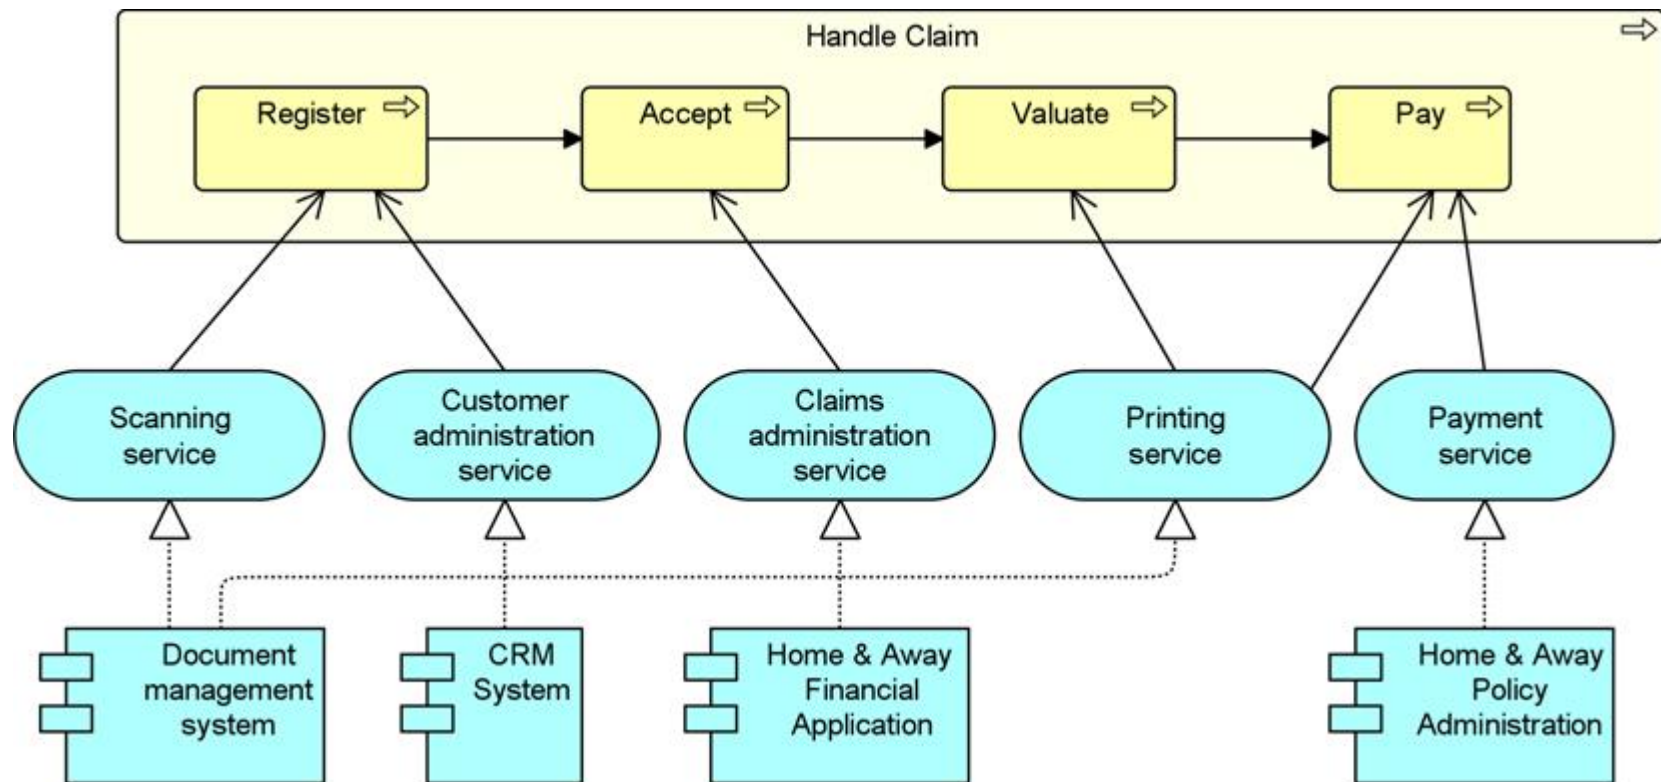 Handle Claim
Register
Accept
Valuate
Pay
Scanning
service
Customer
administration
service
Claims
administration
service
Printing
service
Payment
service
Document
management
system
CRM
System
Home & Away
Financial
Application
Home & Away
Policy
Administration